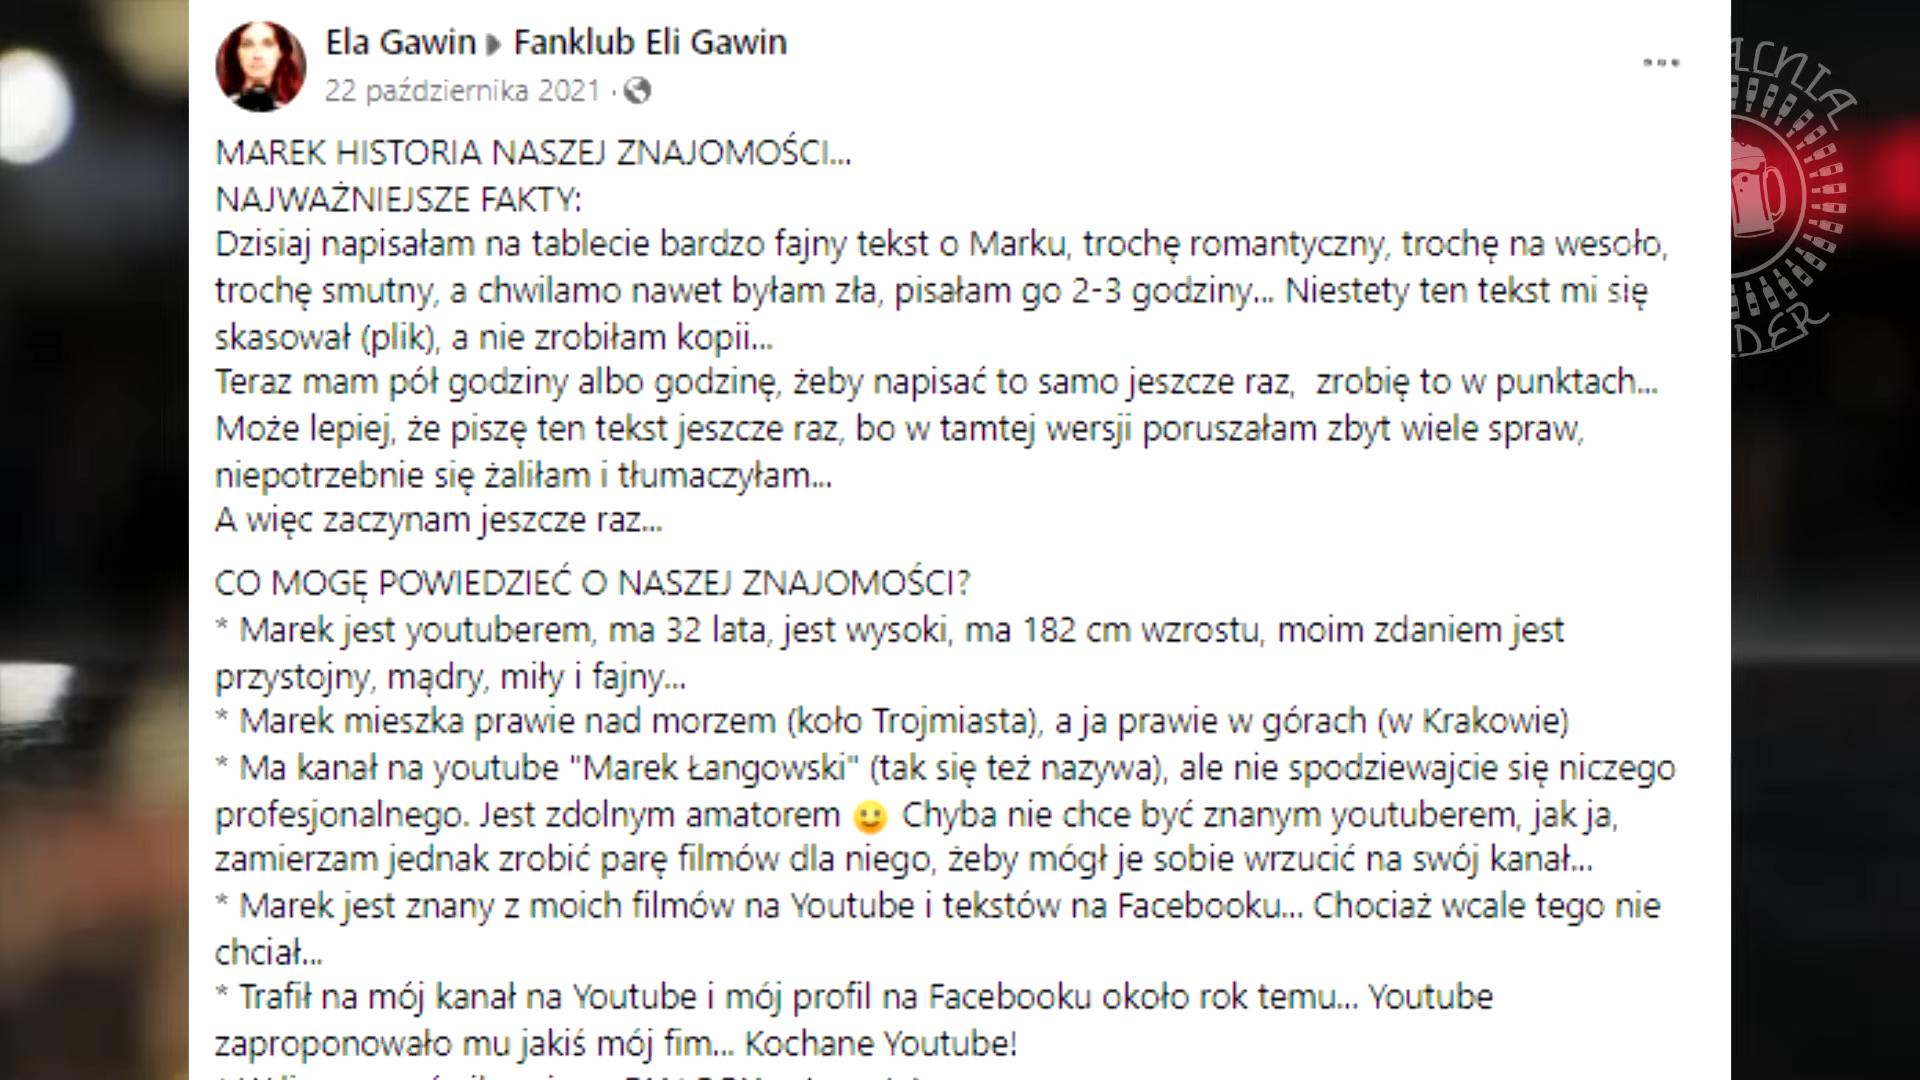 Ela Gawin ▸ Fanklub Eli Gawin
22 października 2021 ·
MAREK HISTORIA NASZEJ ZNAJOMOŚCI...
NAJWAŻNIEJSZE FAKTY:
Dzisiaj napisałam na tablecie bardzo fajny tekst o Marku, trochę romantyczny, trochę na wesoło,
trochę smutny, a chwilamo nawet byłam zła, pisałam go 2-3 godziny... Niestety ten tekst mi się
skasował (plik), a nie zrobiłam kopii...
Teraz mam pół godziny albo godzinę, żeby napisać to samo jeszcze raz,  zrobię to w punktach...
Może lepiej, że piszę ten tekst jeszcze raz, bo w tamtej wersji poruszałam zbyt wiele spraw,
niepotrzebnie się żaliłam i tłumaczyłam...
A więc zaczynam jeszcze raz...
CO MOGĘ POWIEDZIEĆ O NASZEJ ZNAJOMOŚCI?
* Marek jest youtuberem, ma 32 lata, jest wysoki, ma 182 cm wzrostu, moim zdaniem jest
przystojny, mądry, miły i fajny...
* Marek mieszka prawie nad morzem (koło Trojmiasta), a ja prawie w górach (w Krakowie)
* Ma kanał na youtube "Marek Łangowski" (tak się też nazywa), ale nie spodziewajcie się niczego
profesjonalnego. Jest zdolnym amatorem 🙂 Chyba nie chce być znanym youtuberem, jak ja,
zamierzam jednak zrobić parę filmów dla niego, żeby mógł je sobie wrzucić na swój kanał...
* Marek jest znany z moich filmów na Youtube i tekstów na Facebooku... Chociaż wcale tego nie
chciał...
* Trafił na mój kanał na Youtube i mój profil na Facebooku około rok temu... Youtube
zaproponowało mu jakiś mój fim... Kochane Youtube!
ALCNIA
DER